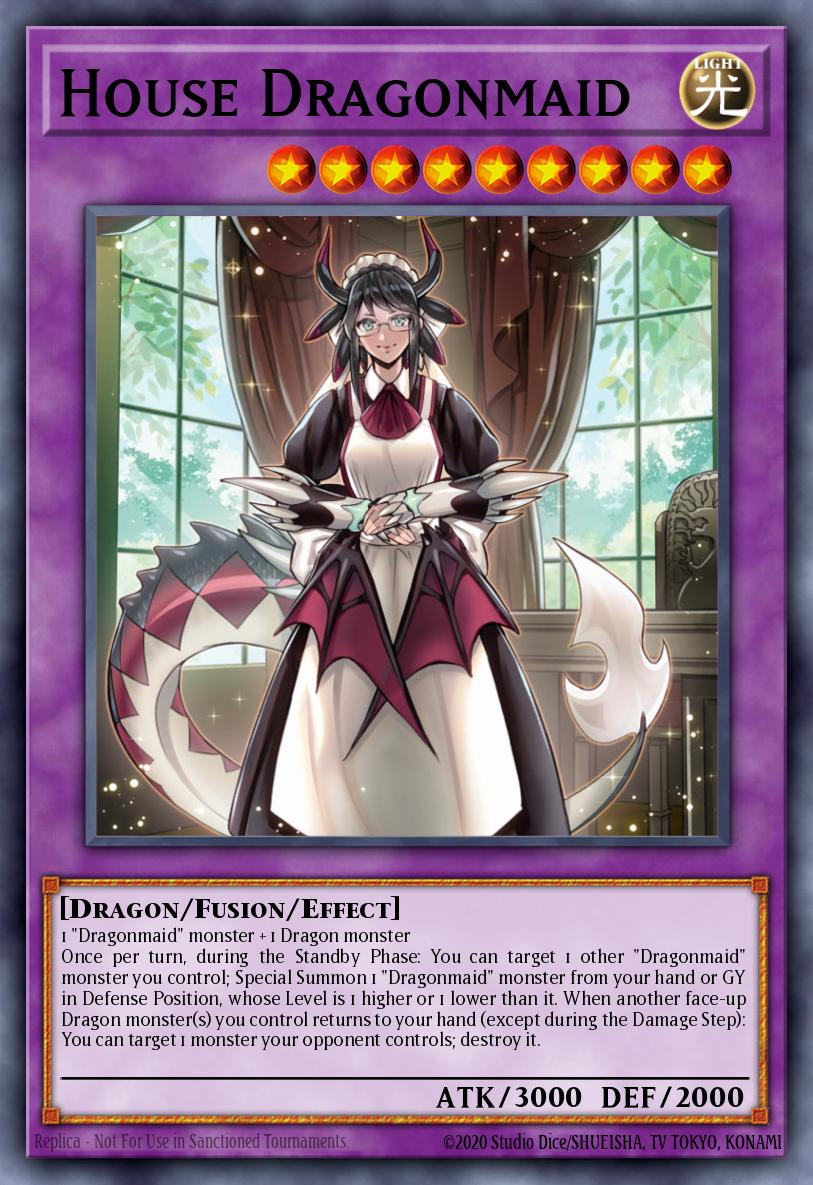 House Dragonmaid
LIGHT
光
[Dragon/Fusion/Effect]
1 "Dragonmaid" monster + 1 Dragon monster
Once per turn, during the Standby Phase: You can target 1 other "Dragonmaid"
monster you control; Special Summon 1 "Dragonmaid" monster from your hand or GY
in Defense Position, whose Level is 1 higher or 1 lower than it. When another face-up
Dragon monster(s) you control returns to your hand (except during the Damage Step):
You can target 1 monster your opponent controls; destroy it.
ATK/3000 DEF/2000
Replica - Not For Use in Sanctioned Tournaments.
©2020 Studio Dice/SHUEISHA, TV TOKYO, KONAMI